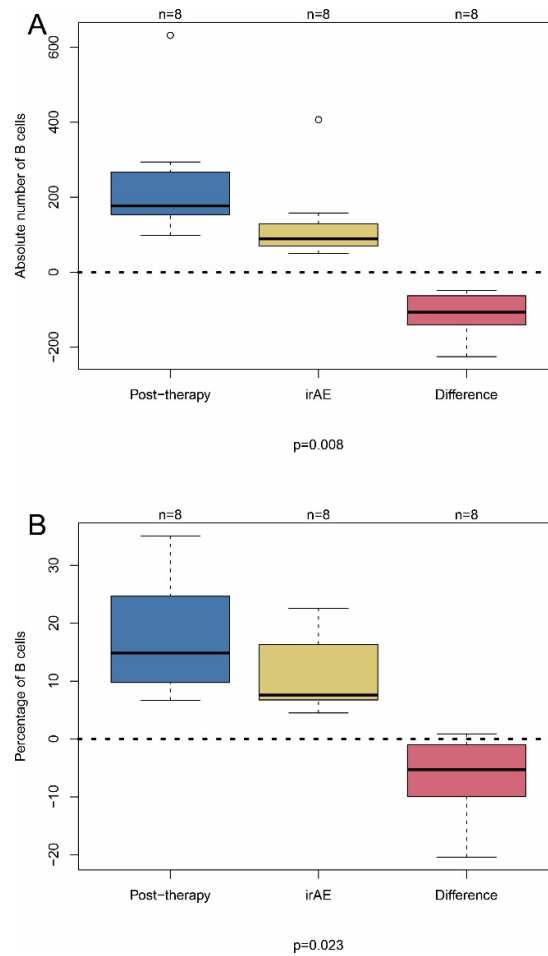 A
n=8 n=8 n=8
Absolute number of B cells
600
400
200
0
−200
Post−therapy irAE Difference
p=0.008
B
n=8 n=8 n=8
Percentage of B cells
30
20
10
0
−10
−20
Post−therapy irAE Difference
p=0.023